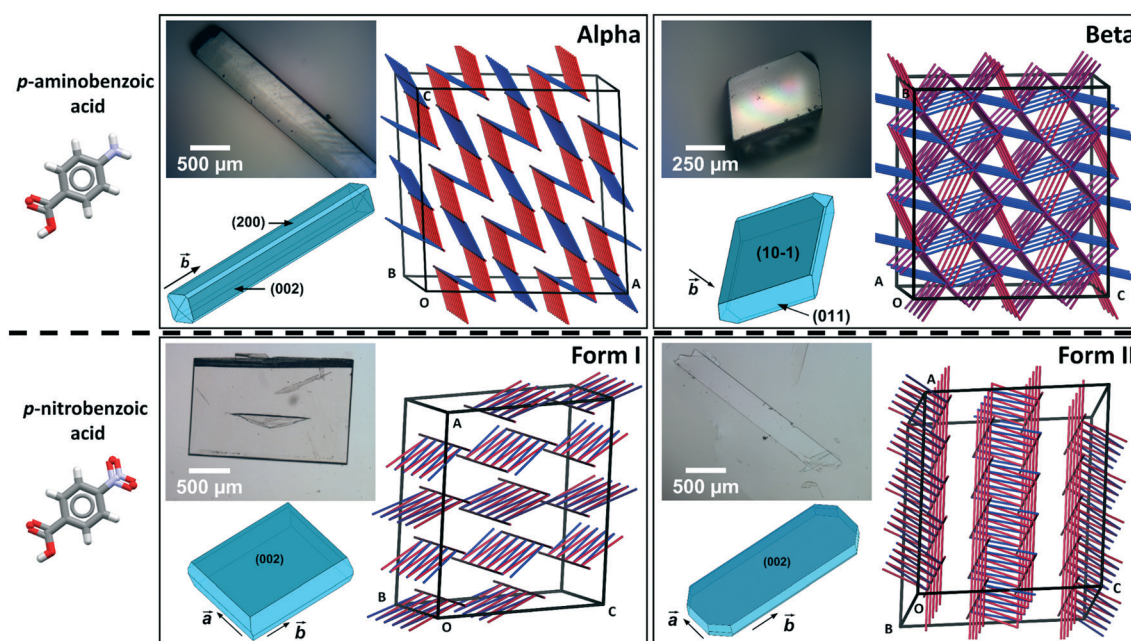 Alpha
p-aminobenzoic
acid
500 µm
(200)
b
(002)
C
B
B
O
A
Beta
250 µm
(10-1)
b
(011)
B
A
O
C
p-nitrobenzoic
acid
Form I
500 µm
(002)
a
b
A
B
O
C
Form II
500 µm
(002)
a
b
A
C
O
B